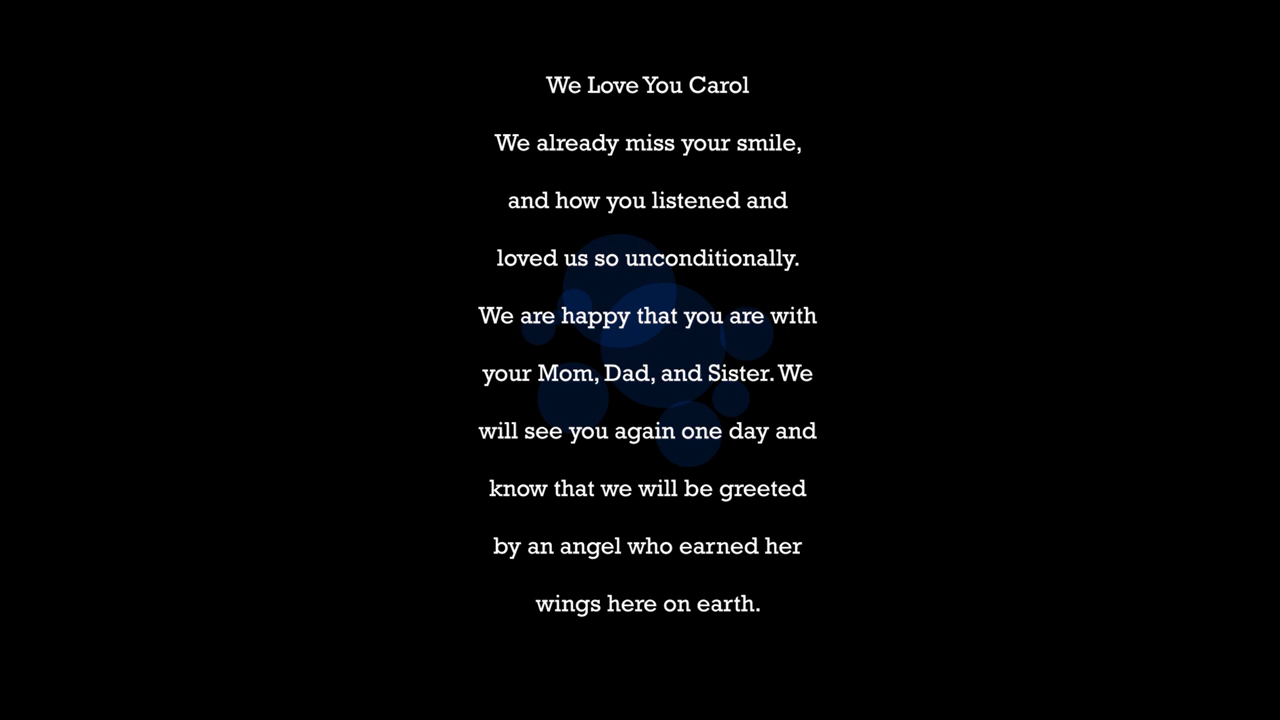 We Love You Carol
We already miss your smile,
and how you listened and
loved us so unconditionally.
We are happy that you are with
your Mom, Dad, and Sister. We
will see you again one day and
know that we will be greeted
by an angel who earned her
wings here on earth.